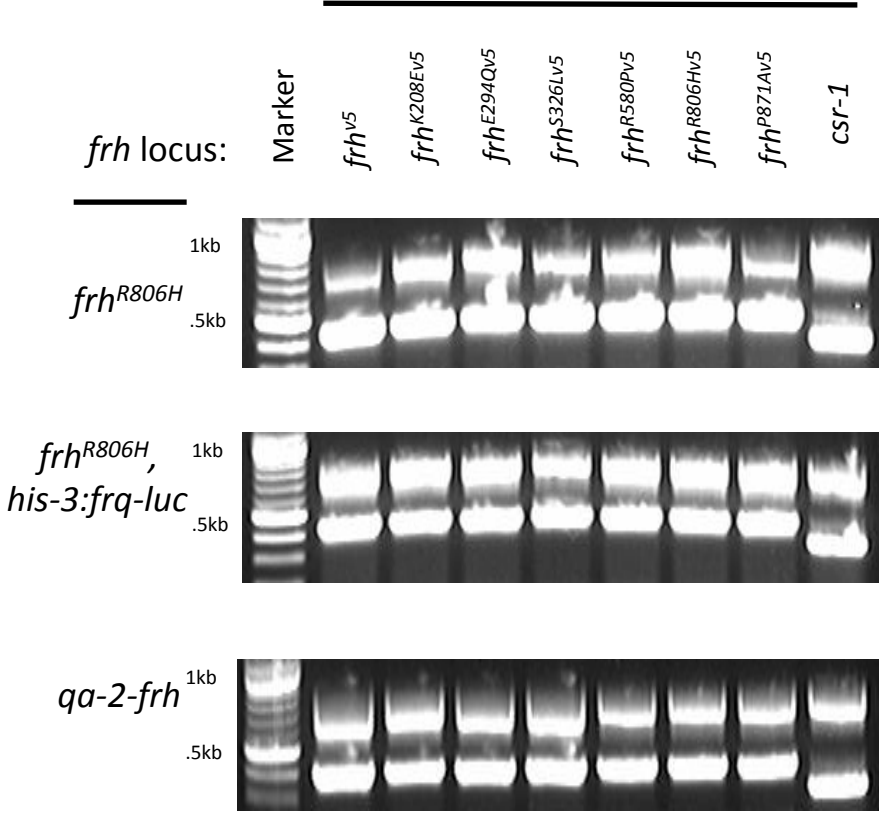 frh locus:
Marker
frhv5
frhK208Ev5
frhE294Qv5
frhS326Lv5
frhR580Pv5
frhR806Hv5
frhP871Av5
csr-1
frhR806H
1kb
.5kb
frhR806H,
his-3:frq-luc
1kb
.5kb
qa-2-frh
1kb
.5kb